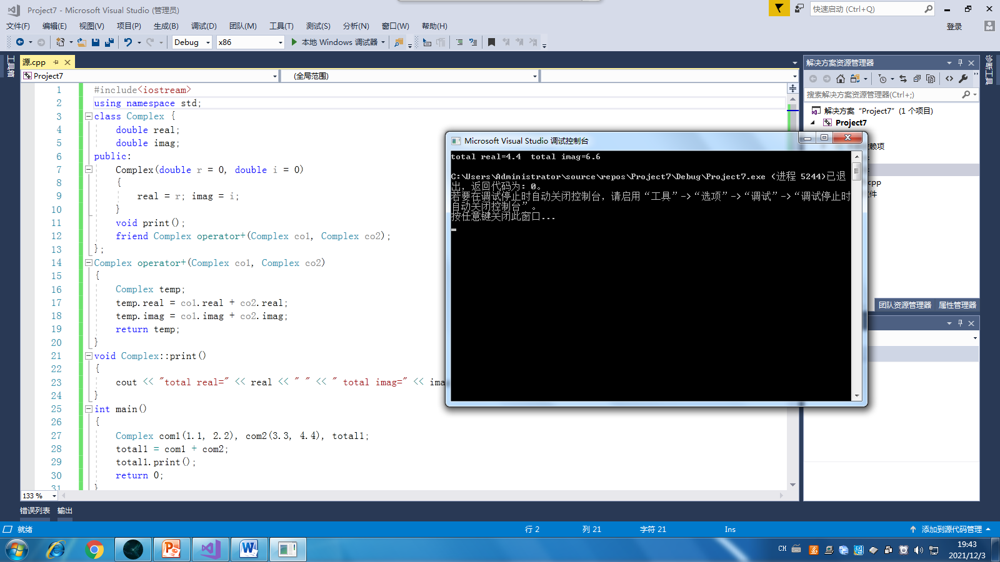 Project7 - Microsoft Visual Studio (管理员)
快速启动 (Ctrl+Q)
文件(F) 编辑(E) 视图(V) 项目(P) 生成(B) 调试(D) 团队(M) 工具(T) 测试(S) 分析(N) 窗口(W) 帮助(H)
登录
Debug x86 本地 Windows 调试器
工具箱
源.cpp
Project7 (全局范围)
1 #include<iostream>
2 using namespace std;
3 class Complex {
4 double real;
5 double imag;
6 public:
7 Complex(double r = 0, double i = 0)
8 {
9 real = r; imag = i;
10 }
11 void print();
12 friend Complex operator+(Complex co1, Complex co2);
13 };
14 Complex operator+(Complex co1, Complex co2)
15 {
16 Complex temp;
17 temp.real = co1.real + co2.real;
18 temp.imag = co1.imag + co2.imag;
19 return temp;
20 }
21 void Complex::print()
22 {
23 cout << "total real=" << real << " " << " total imag=" << ima
24 }
25 int main()
26 {
27 Complex com1(1.1, 2.2), com2(3.3, 4.4), total1;
28 total1 = com1 + com2;
29 total1.print();
30 return 0;
31 }
133 %
Microsoft Visual Studio 调试控制台
total real=4.4  total imag=6.6
C:\Users\Administrator\source\repos\Project7\Debug\Project7.exe (进程 5244)已退
出，返回代码为: 0。
若要在调试停止时自动关闭控制台，请启用“工具”->“选项”->“调试”->“调试停止时
自动关闭控制台”。
按任意键关闭此窗口...
解决方案资源管理器
搜索解决方案资源管理器(Ctrl+;)
解决方案 “Project7” (1 个项目)
Project7
赖项
cpp
件
团队资源管理器 属性管理器
诊断工具
错误列表 输出
就绪 行 2 列 21 字符 21 Ins 添加到源代码管理
CH
19:43
2021/12/3